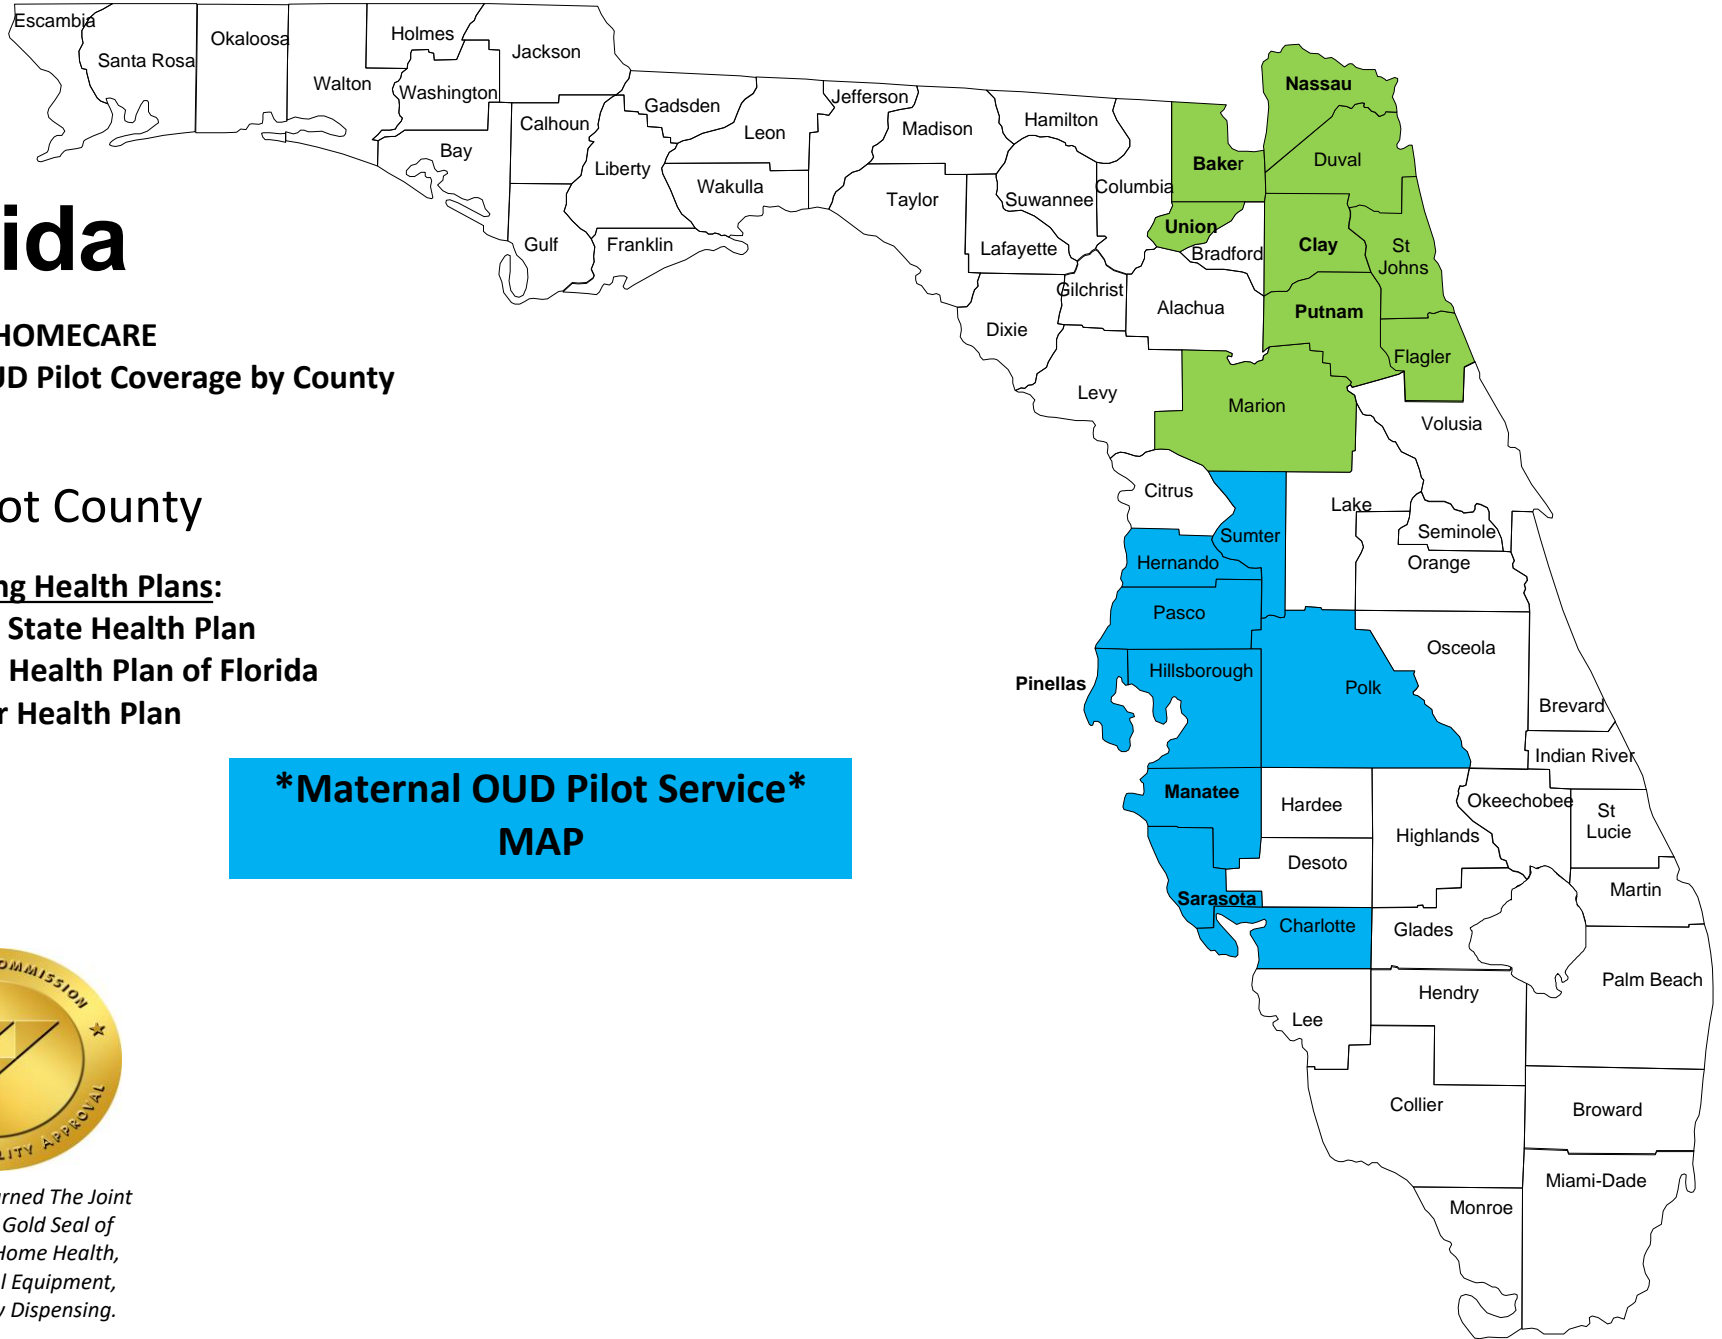 ida
HOMECARE
UD Pilot Coverage by County
ot County
ng Health Plans:
State Health Plan
Health Plan of Florida
r Health Plan
*Maternal OUD Pilot Service*
MAP
OMMISSION
LITY APPROVAL
rned The Joint
Gold Seal of
Home Health,
l Equipment,
y Dispensing.
Escambia
Santa Rosa
Okaloosa
Walton
Holmes
Washington
Jackson
Bay
Calhoun
Gulf
Gadsden
Liberty
Franklin
Leon
Wakulla
Jefferson
Madison
Taylor
Hamilton
Suwannee
Lafayette
Columbia
Dixie
Gilchrist
Baker
Union
Bradford
Alachua
Nassau
Duval
Clay
St
Johns
Putnam
Flagler
Levy
Marion
Volusia
Citrus
Sumter
Lake
Seminole
Orange
Hernando
Pasco
Pinellas
Hillsborough
Polk
Osceola
Brevard
Indian River
Manatee
Hardee
Highlands
Okeechobee
St
Lucie
Sarasota
Desoto
Charlotte
Glades
Martin
Lee
Hendry
Palm Beach
Collier
Broward
Monroe
Miami-Dade